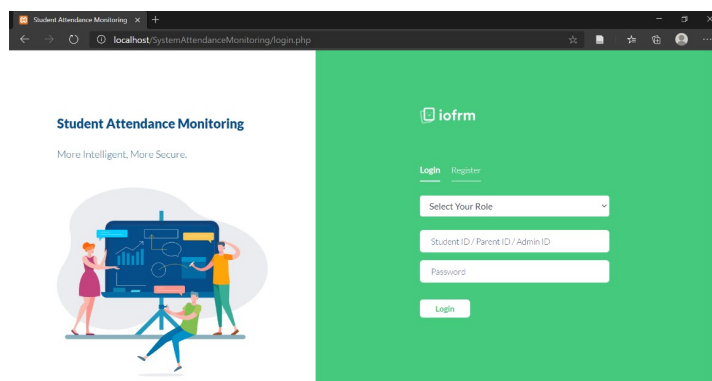 Student Attendance Monitoring
localhost/SystemAttendanceMonitoring/login.php
Student Attendance Monitoring
More Intelligent, More Secure.
iofrm
Login Register
Select Your Role
Student ID / Parent ID / Admin ID
Password
Login